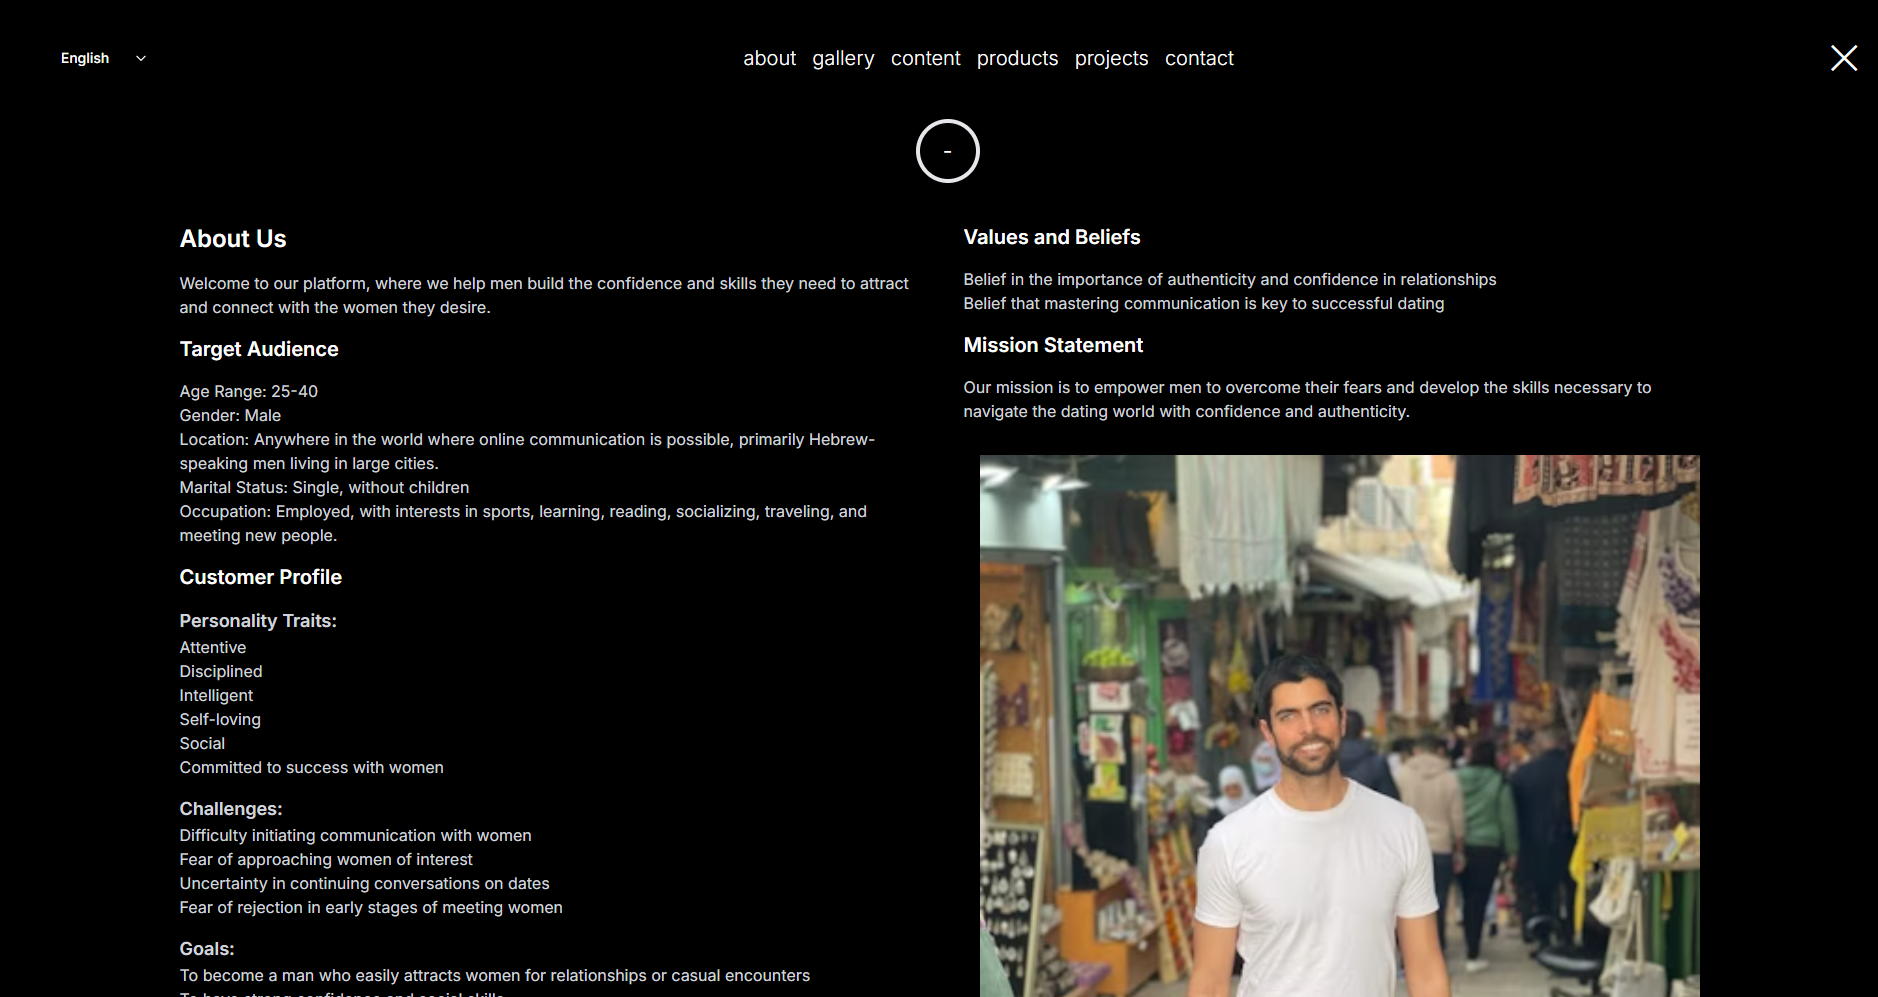 English
about gallery content products projects contact
-
About Us
Welcome to our platform, where we help men build the confidence and skills they need to attract
and connect with the women they desire.
Target Audience
Age Range: 25-40
Gender: Male
Location: Anywhere in the world where online communication is possible, primarily Hebrew-
speaking men living in large cities.
Marital Status: Single, without children
Occupation: Employed, with interests in sports, learning, reading, socializing, traveling, and
meeting new people.
Customer Profile
Personality Traits:
Attentive
Disciplined
Intelligent
Self-loving
Social
Committed to success with women
Challenges:
Difficulty initiating communication with women
Fear of approaching women of interest
Uncertainty in continuing conversations on dates
Fear of rejection in early stages of meeting women
Goals:
To become a man who easily attracts women for relationships or casual encounters
To have strong confidence and social skills
Values and Beliefs
Belief in the importance of authenticity and confidence in relationships
Belief that mastering communication is key to successful dating
Mission Statement
Our mission is to empower men to overcome their fears and develop the skills necessary to
navigate the dating world with confidence and authenticity.